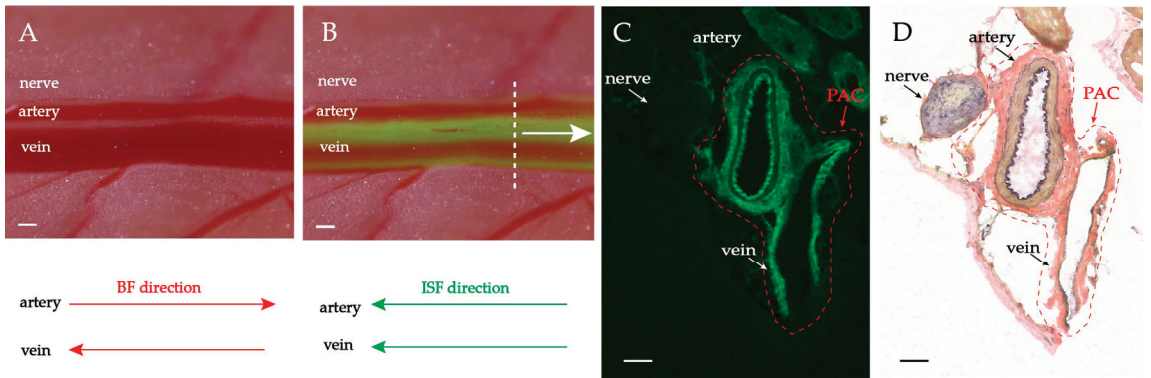 A
nerve
artery
vein
BF direction
artery
vein
B
nerve
artery
vein
ISF direction
artery
vein
C
artery
nerve
PAC
vein
D
artery
nerve
PAC
vein